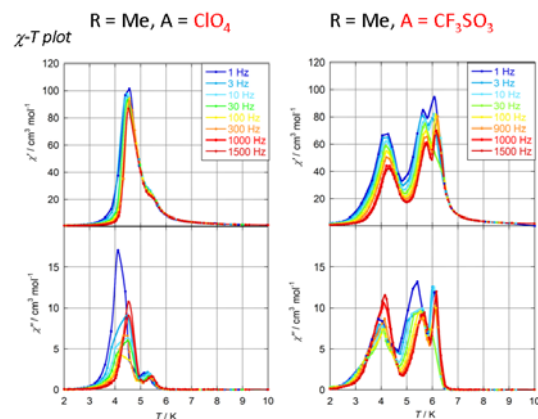 R = Me, A = ClO₄
R = Me, A = CF₃SO₃
χ-T plot
χ' / cm³ mol⁻¹
120
100
80
60
40
20
1 Hz
3 Hz
10 Hz
30 Hz
100 Hz
300 Hz
1000 Hz
1500 Hz
χ'' / cm³ mol⁻¹
15
10
5
0
2 3 4 5 6 7 8 9 10
T / K
χ' / cm³ mol⁻¹
120
100
80
60
40
20
1 Hz
3 Hz
10 Hz
30 Hz
100 Hz
900 Hz
1000 Hz
1500 Hz
χ'' / cm³ mol⁻¹
15
10
5
0
2 3 4 5 6 7 8 9 10
T / K